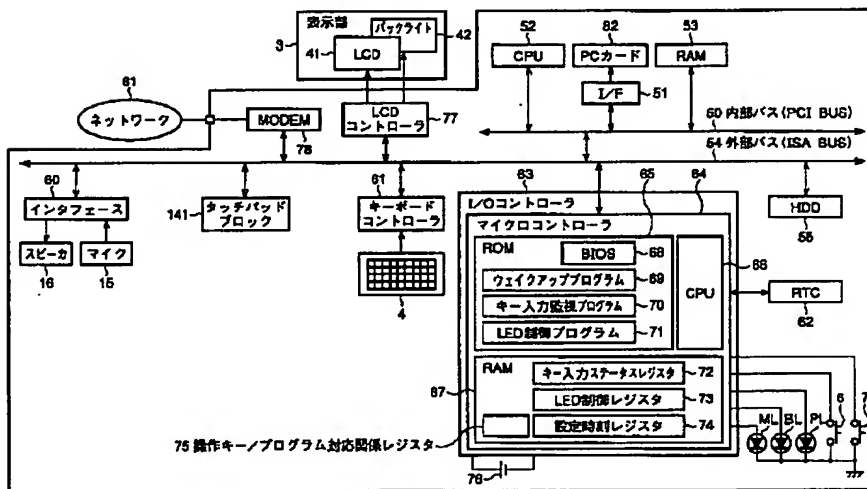 表示部
バックライト
42
3
41
LCD
52
CPU
82
PCカード
53
RAM
I/F
51
81
ネットワーク
MODEM
78
LCD
コントローラ
77
50 内部バス(PCI BUS)
54 外部バス(ISA BUS)
60
インタフェース
スピーカ
16
マイク
15
タッチパッド
ブロック
141
61
キーボード
コントローラ
4
63
I/Oコントローラ
65
64
マイクロコントローラ
ROM
BIOS
68
ウェイクアッププログラム
69
キー入力監視プログラム
70
LED制御プログラム
71
CPU
66
HDD
55
RTC
62
67
RAM
キー入力ステータスレジスタ
72
LED制御レジスタ
73
設定時刻レジスタ
74
75 操作キー/プログラム対応関係レジスタ
76
ML
BL
PL
6
7